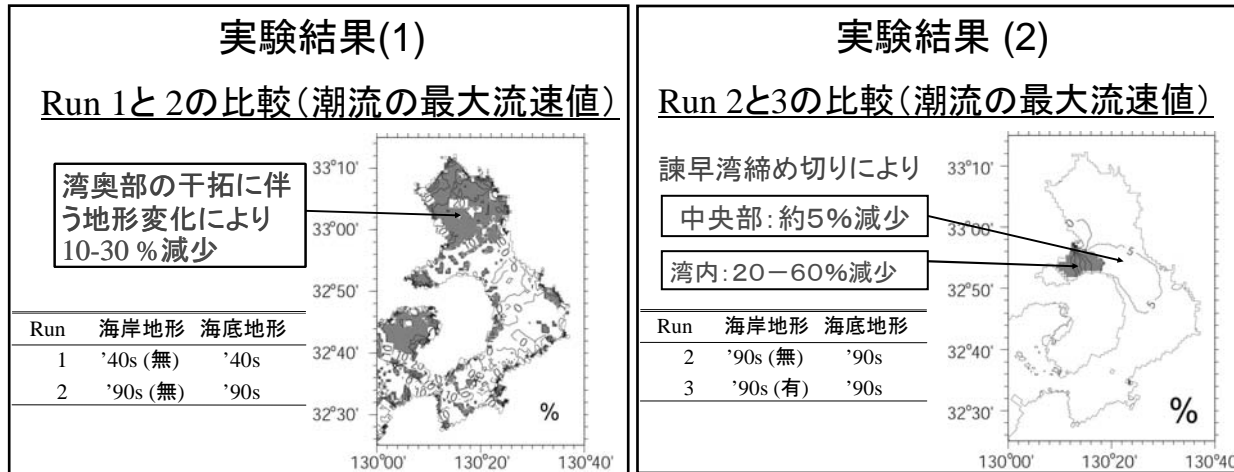 実験結果(1)
Run 1と 2の比較(潮流の最大流速値)
湾奥部の干拓に伴
う地形変化により
10-30 %減少
Run 海岸地形 海底地形
1 ’40s (無) ’40s
2 ’90s (無) ’90s
33°10'
33°00'
32°50'
32°40'
32°30'
130°00' 130°20' 130°40'
%
実験結果 (2)
Run 2と3の比較(潮流の最大流速値)
諫早湾締め切りにより
中央部:約5%減少
湾内:20-60%減少
Run 海岸地形 海底地形
2 ’90s (無) ’90s
3 ’90s (有) ’90s
33°10'
33°00'
32°50'
32°40'
32°30'
130°00' 130°20' 130°40'
5
5
%